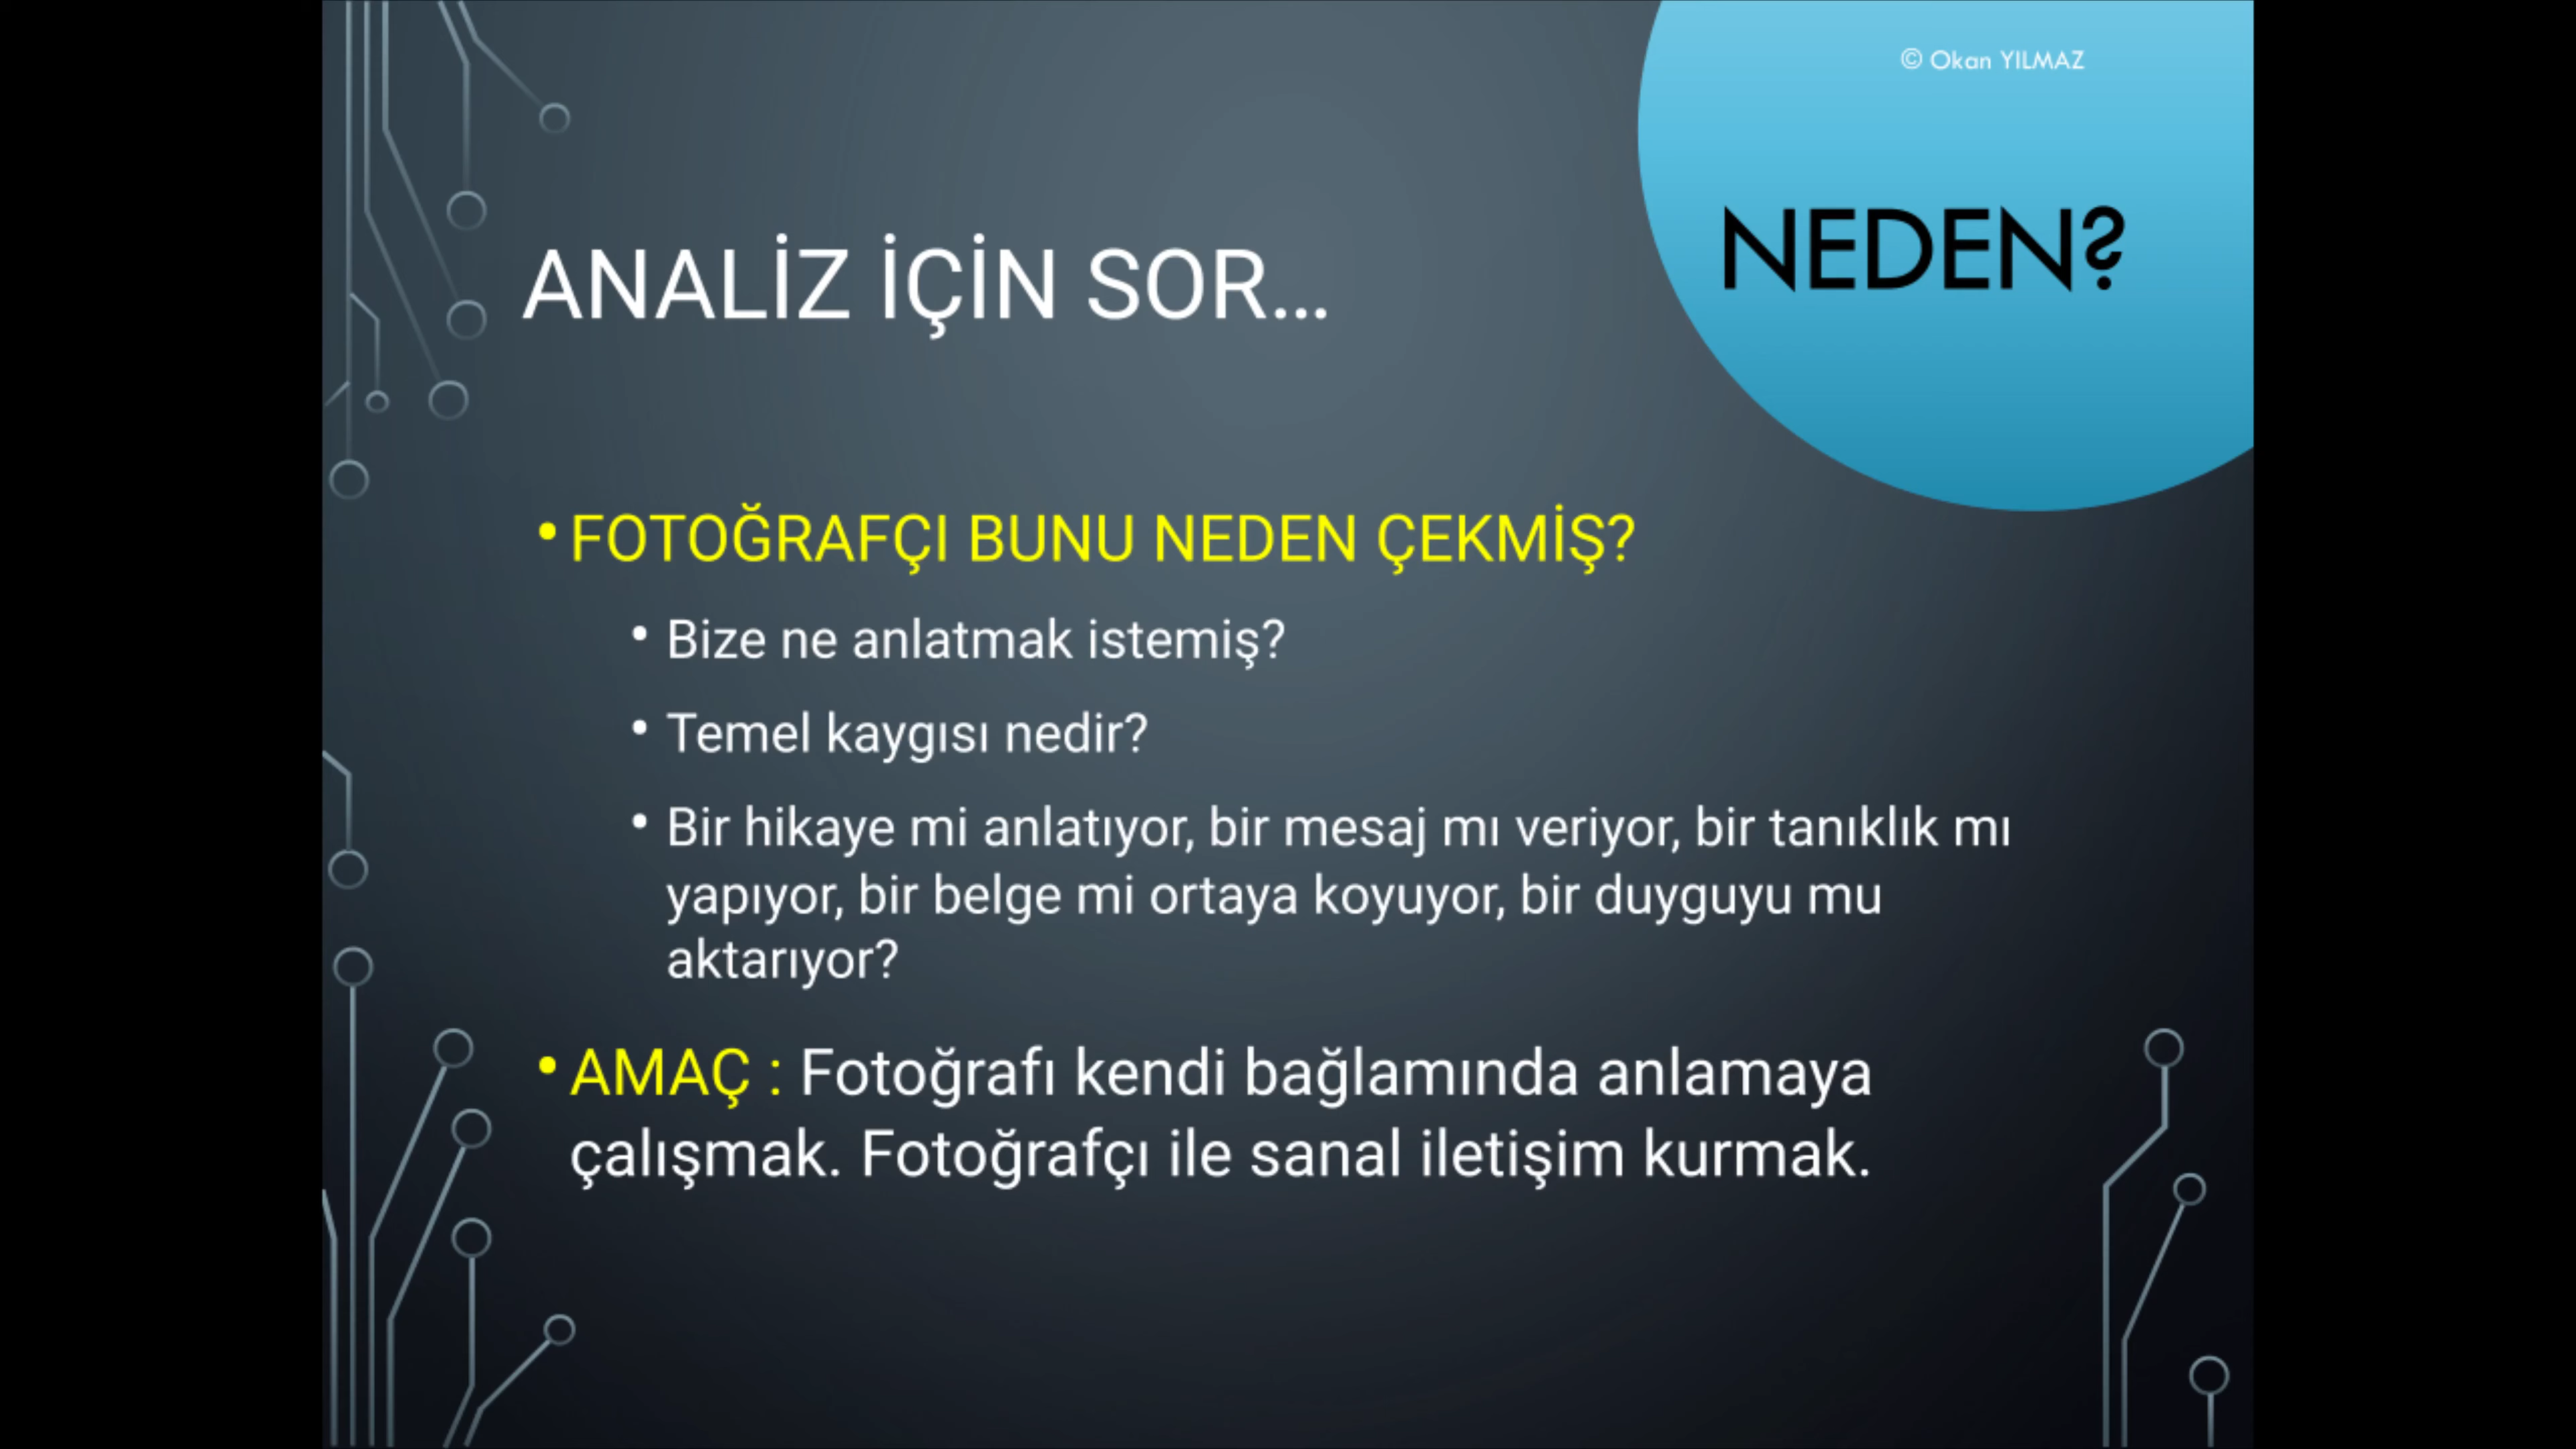 © Okan YILMAZ
NEDEN?
ANALİZ İÇİN SOR...
• FOTOĞRAFÇI BUNU NEDEN ÇEKMİŞ?
• Bize ne anlatmak istemiş?
• Temel kaygısı nedir?
• Bir hikaye mi anlatıyor, bir mesaj mı veriyor, bir tanıklık mı
yapıyor, bir belge mi ortaya koyuyor, bir duyguyu mu
aktarıyor?
• AMAÇ : Fotoğrafı kendi bağlamında anlamaya
çalışmak. Fotoğrafçı ile sanal iletişim kurmak.